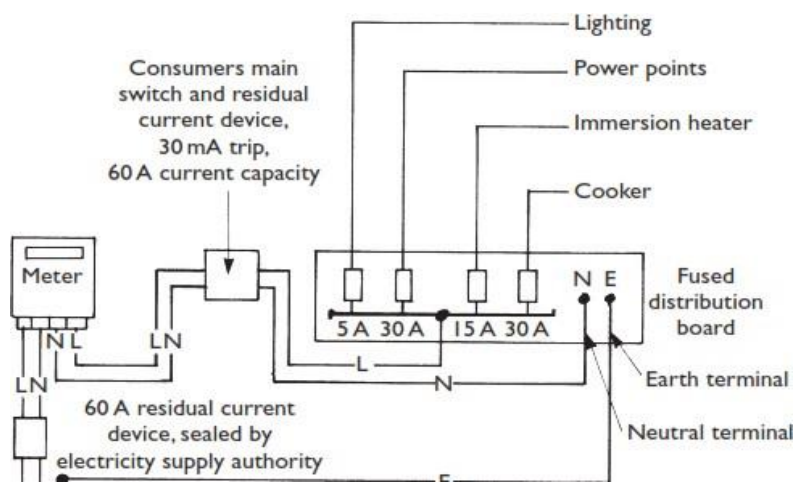 Lighting
Consumers main
switch and residual
current device,
30 mA trip,
60 A current capacity
Power points
Immersion heater
Cooker
Meter
N E
Fused
distribution
board
5 A 30 A 15 A 30 A
N L
L N
L
N
L N
Earth terminal
60 A residual current
device, sealed by
electricity supply authority
Neutral terminal
E